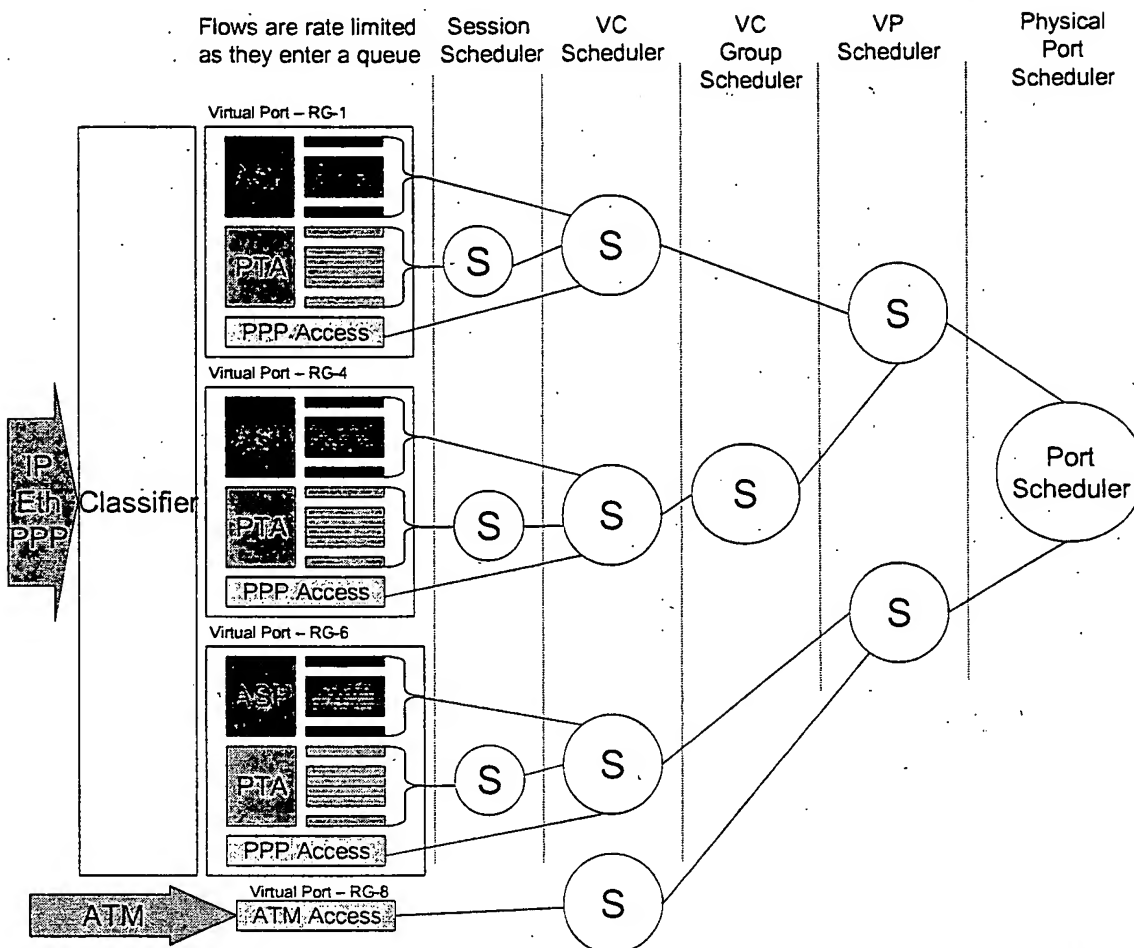 Flows are rate limited
as they enter a queue
Session
Scheduler
VC
Scheduler
VC
Group
Scheduler
VP
Scheduler
Physical
Port
Scheduler
Virtual Port – RG-1
PTA
S
S
PPP Access
S
Virtual Port – RG-4
IP
Eth
PPP
Classifier
PTA
S
S
S
Port
Scheduler
PPP Access
Virtual Port – RG-6
S
ASP
PTA
S
S
PPP Access
Virtual Port – RG-8
ATM
ATM Access
S